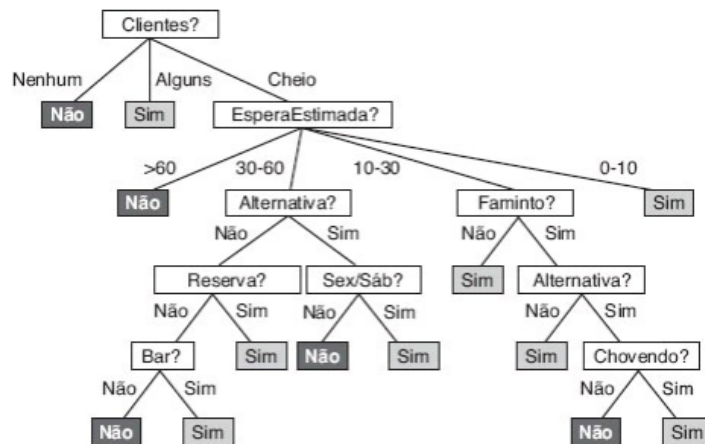 Clientes?
Nenhum Alguns Cheio
Não Sim EsperaEstimada?
>60 30-60 10-30 0-10
Não Alternativa? Faminto? Sim
Não Sim Não Sim
Reserva? Sex/Sáb? Sim Alternativa?
Não Sim Não Sim Não Sim
Bar? Sim Não Sim Sim Chovendo?
Não Sim Não Sim
Não Sim Não Sim